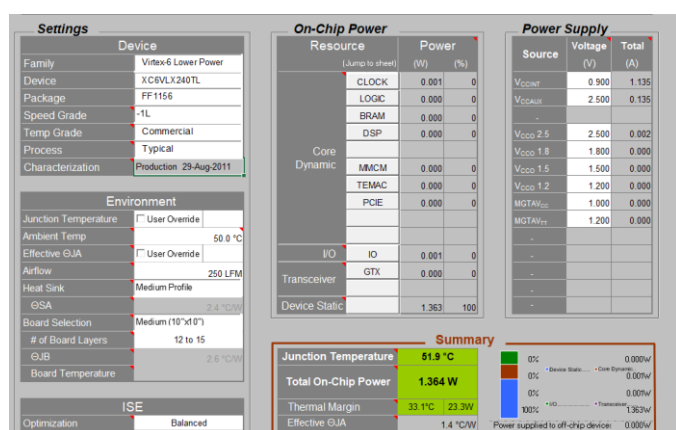 Settings
Device
Family Virtex-6 Lower Power
Device XC6VLX240TL
Package FF1156
Speed Grade -1L
Temp Grade Commercial
Process Typical
Characterization Production 29-Aug-2011
Environment
Junction Temperature User Override
Ambient Temp 50.0 °C
Effective ΘJA User Override
Airflow 250 LFM
Heat Sink Medium Profile
ΘSA 2.4 °C/W
Board Selection Medium (10"x10")
# of Board Layers 12 to 15
ΘJB 2.6 °C/W
Board Temperature
ISE
Optimization Balanced
On-Chip Power
Resource Power
(Jump to sheet) (W) (%)
Core Dynamic
CLOCK 0.001 0
LOGIC 0.000 0
BRAM 0.000 0
DSP 0.000 0
MMCM 0.000 0
TEMAC 0.000 0
PCIE 0.000 0
I/O IO 0.001 0
Transceiver GTX 0.000 0
Device Static 1.363 100
Power Supply
Source Voltage Total
(V) (A)
VCCINT 0.900 1.135
VCCAUX 2.500 0.135
-
VCCO 2.5 2.500 0.002
VCCO 1.8 1.800 0.000
VCCO 1.5 1.500 0.000
VCCO 1.2 1.200 0.000
MGTAVCC 1.000 0.000
MGTAVTT 1.200 0.000
-
-
-
-
-
Summary
Junction Temperature 51.9 °C
Total On-Chip Power 1.364 W
Thermal Margin 33.1°C 23.3W
Effective ΘJA 1.4 °C/W
0% 0.000W
Device Static Core Dynamic
0% 0.001W
0% 0.001W
I/O Transceiver
100% 1.363W
Power supplied to off-chip devices 0.000W